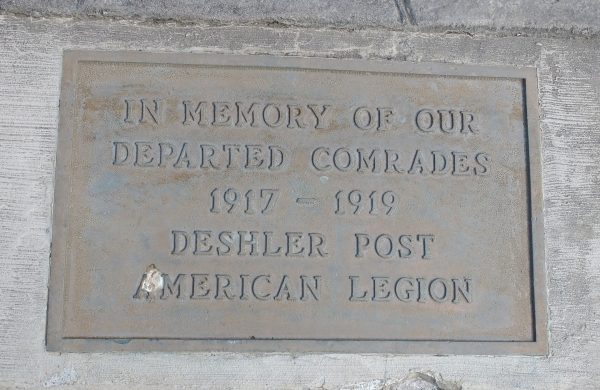 IN MEMORY OF OUR
DEPARTED COMRADES
1917 – 1919
DESHLER POST
AMERICAN LEGION